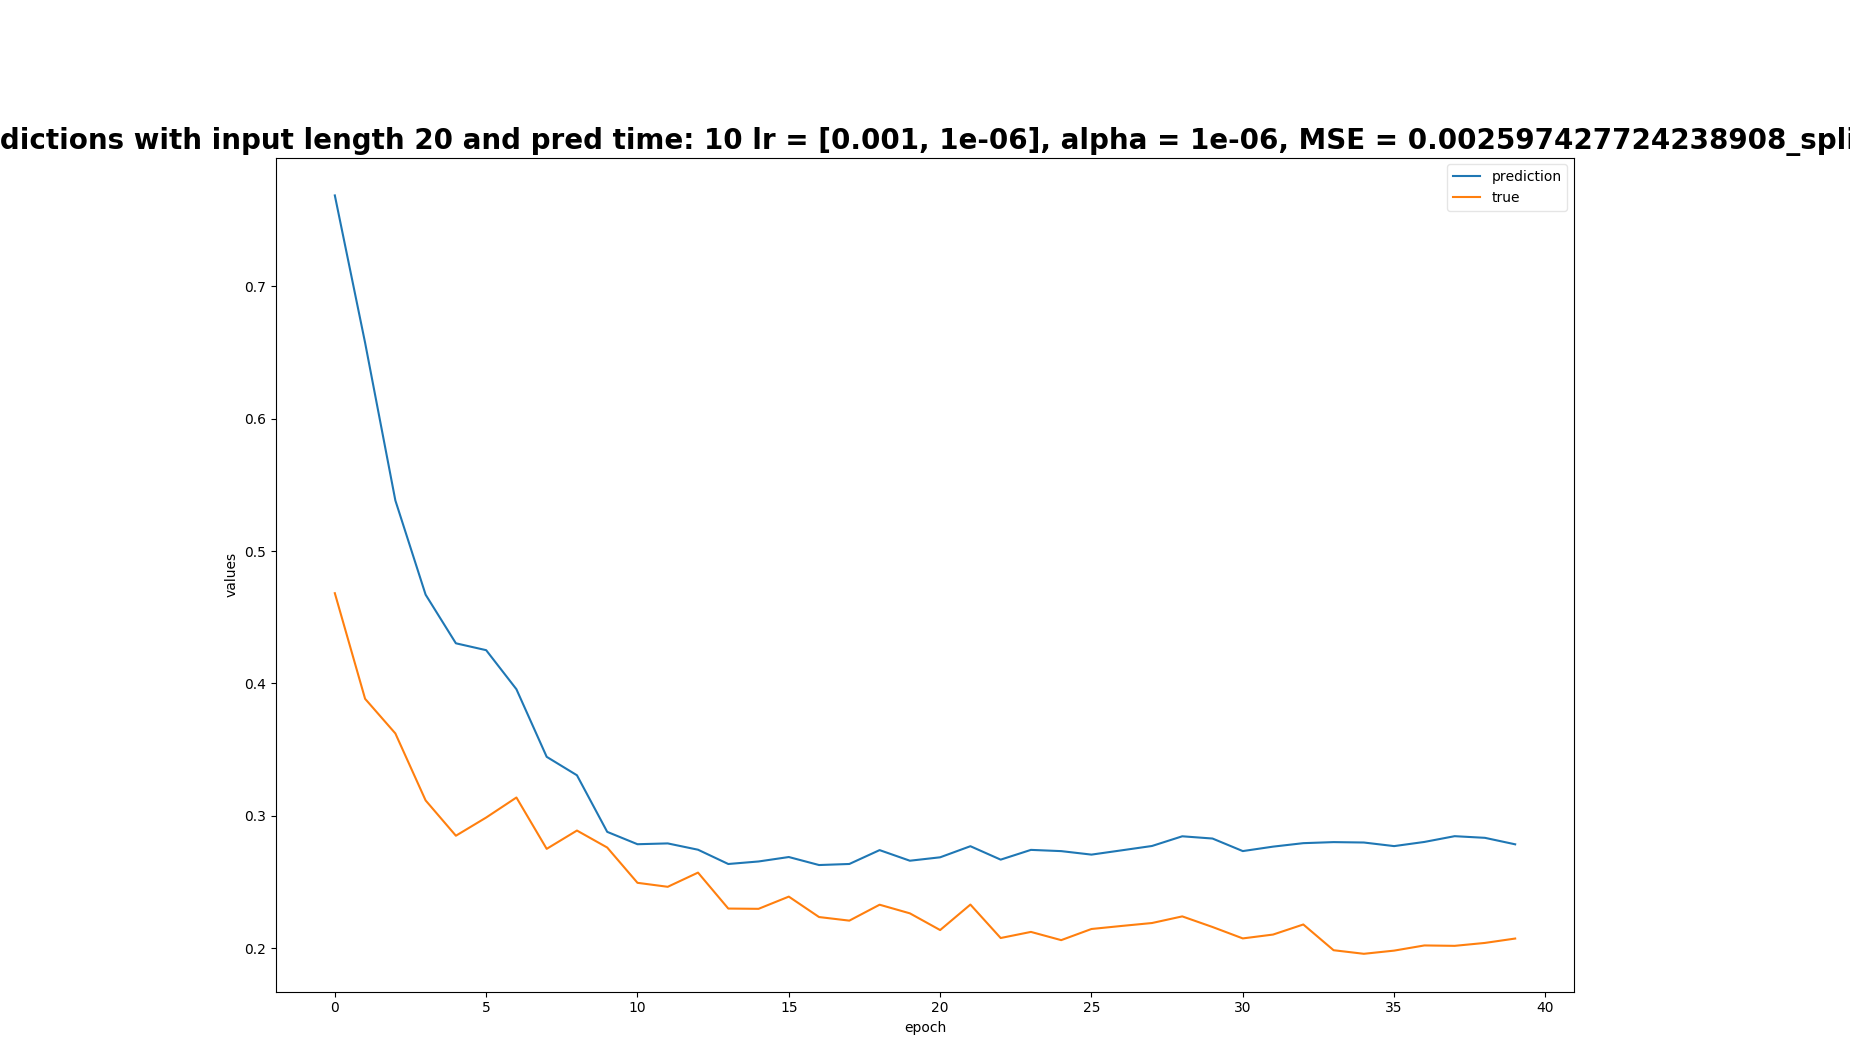 dictions with input length 20 and pred time: 10 lr = [0.001, 1e-06], alpha = 1e-06, MSE = 0.002597427724238908_spli
prediction
true
0.7
0.6
0.5
0.4
0.3
0.2
values
0 5 10 15 20 25 30 35 40
epoch